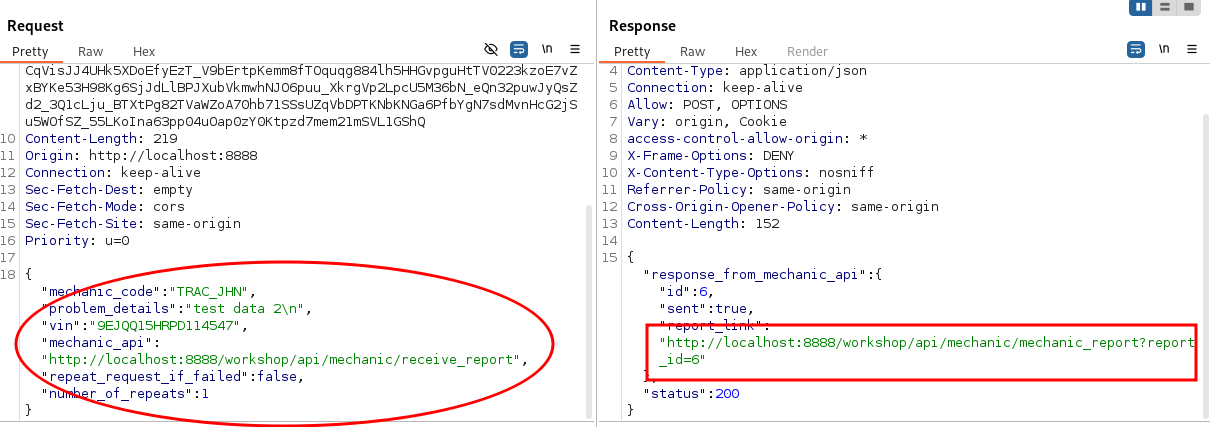 Request
Pretty Raw Hex \n
CqVisJJ4UHk5XDoEfyEzT_V9bErtpKemm8fTOquqg884lh5HHGvpguHtTV0223kzoE7vZ
xBYKe53H98Kg6SjJdLlBPJXubVkmwhNJO6puu_XkrgVp2LpcU5M36bN_eQn32puwJyQsZ
d2_3Q1cLju_BTXtPg82TVaWZoA7Ohb71SSsUZqVbDPTKNbKNGa6PfbYgN7sdMvnHcG2jS
u5WOfSZ_55LKoIna63ppO4uOap0zY0Ktpzd7mem21mSVL1GShQ
10 Content-Length: 219
11 Origin: http://localhost:8888
12 Connection: keep-alive
13 Sec-Fetch-Dest: empty
14 Sec-Fetch-Mode: cors
15 Sec-Fetch-Site: same-origin
16 Priority: u=0
17
18 {
"mechanic_code":"TRAC_JHN",
"problem_details":"test data 2\n",
"vin":"9EJQQ15HRPD114547",
"mechanic_api":
"http://localhost:8888/workshop/api/mechanic/receive_report",
"repeat_request_if_failed":false,
"number_of_repeats":1
}
Response
Pretty Raw Hex Render \n
4 Content-Type: application/json
5 Connection: keep-alive
6 Allow: POST, OPTIONS
7 Vary: origin, Cookie
8 access-control-allow-origin: *
9 X-Frame-Options: DENY
10 X-Content-Type-Options: nosniff
11 Referrer-Policy: same-origin
12 Cross-Origin-Opener-Policy: same-origin
13 Content-Length: 152
14
15 {
"response_from_mechanic_api":{
"id":6,
"sent":true,
"report_link":
"http://localhost:8888/workshop/api/mechanic/mechanic_report?report
_id=6"
},
"status":200
}